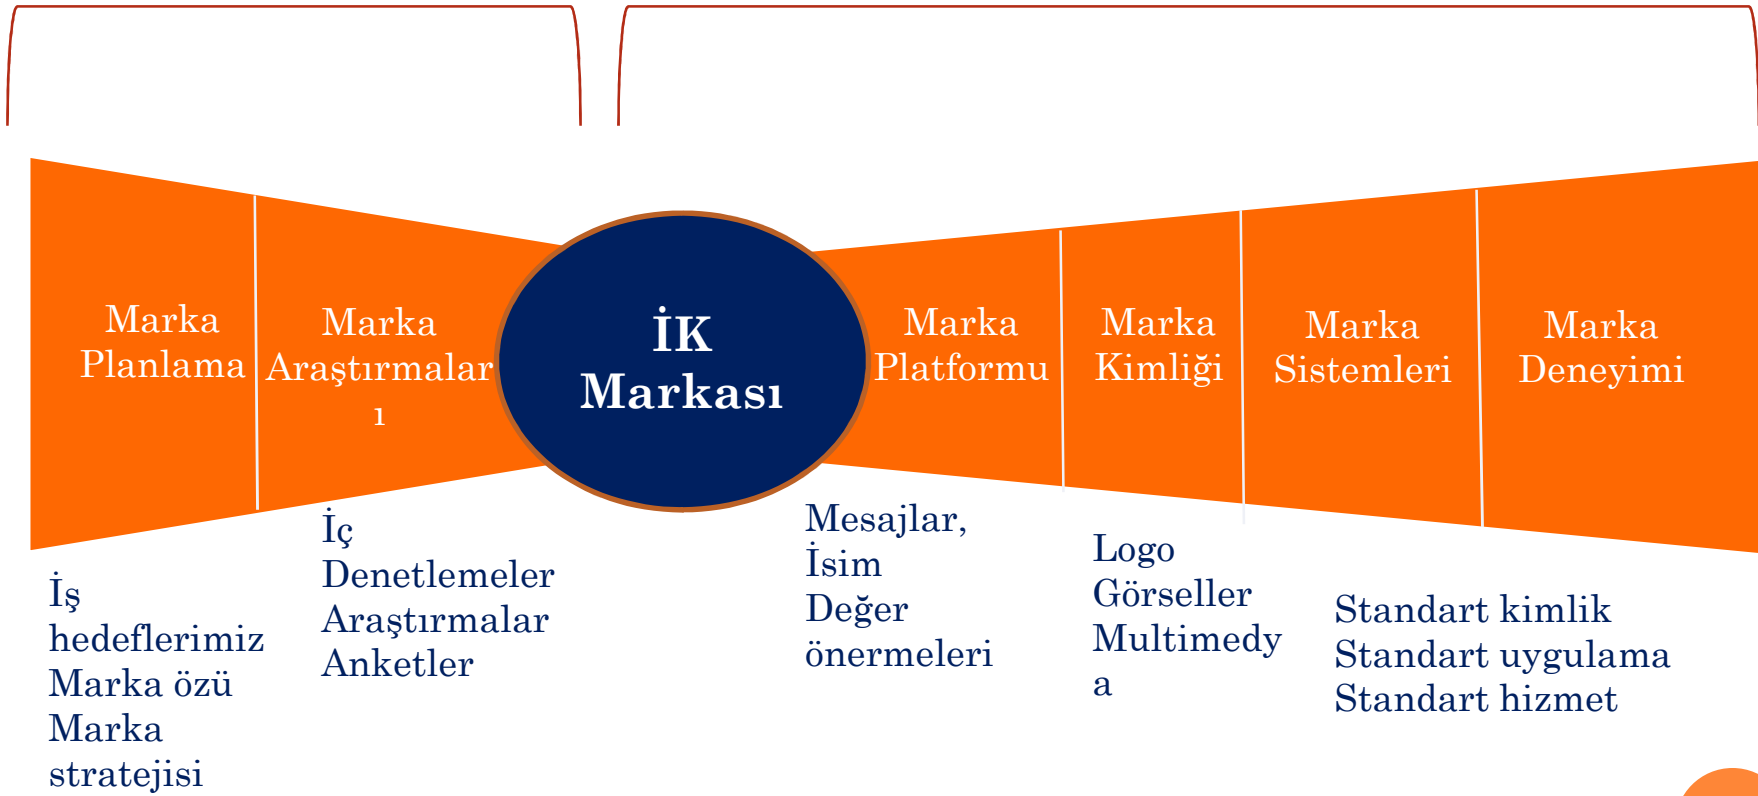 Marka
Planlama
Marka
Araştırmalar
ı
İK
Markası
Marka
Platformu
Marka
Kimliği
Marka
Sistemleri
Marka
Deneyimi
İş
hedeflerimiz
Marka özü
Marka
stratejisi
İç
Denetlemeler
Araştırmalar
Anketler
Mesajlar,
İsim
Değer
önermeleri
Logo
Görseller
Multimedy
a
Standart kimlik
Standart uygulama
Standart hizmet